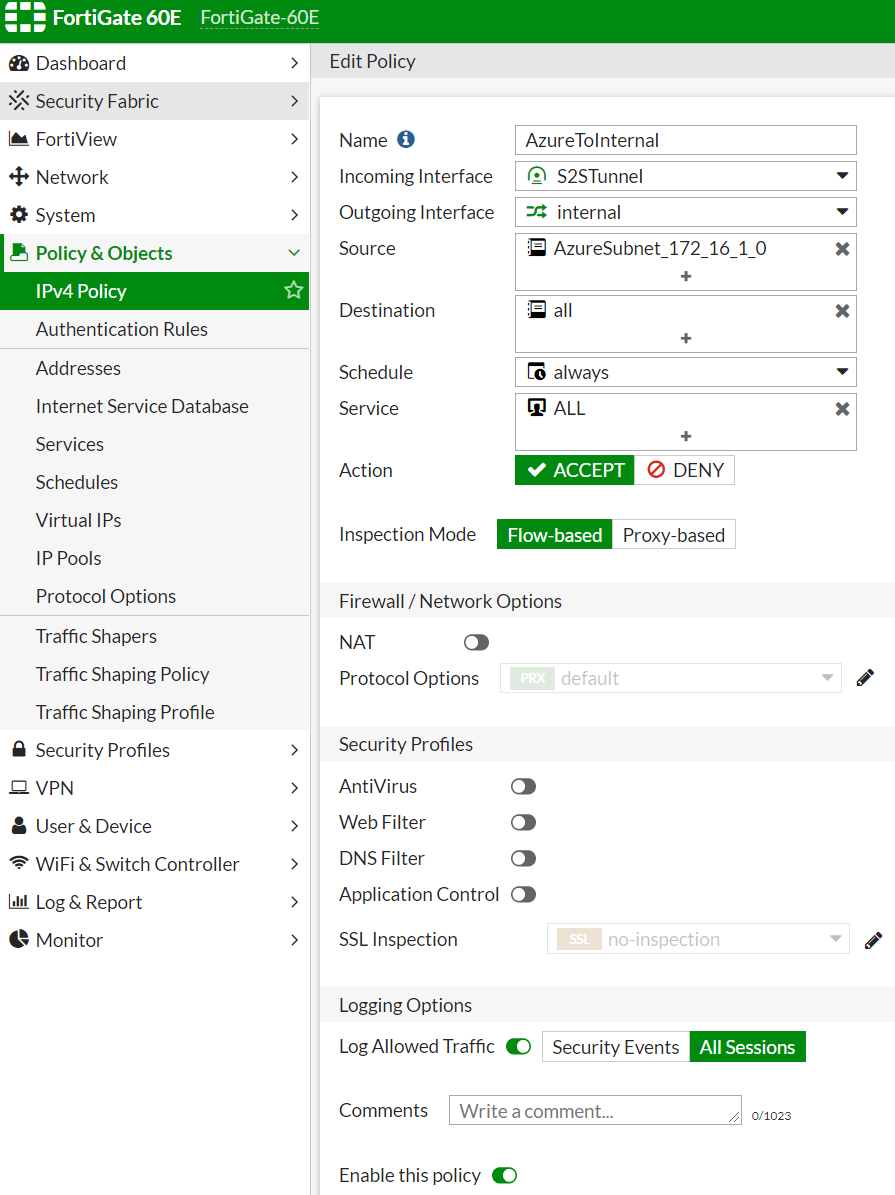 FortiGate 60E FortiGate-60E
Dashboard
Security Fabric
FortiView
Network
System
Policy & Objects
IPv4 Policy
Authentication Rules
Addresses
Internet Service Database
Services
Schedules
Virtual IPs
IP Pools
Protocol Options
Traffic Shapers
Traffic Shaping Policy
Traffic Shaping Profile
Security Profiles
VPN
User & Device
WiFi & Switch Controller
Log & Report
Monitor
Edit Policy
Name AzureToInternal
Incoming Interface S2STunnel
Outgoing Interface internal
Source AzureSubnet_172_16_1_0
+
Destination all
+
Schedule always
Service ALL
+
Action ACCEPT DENY
Inspection Mode Flow-based Proxy-based
Firewall / Network Options
NAT
Protocol Options PRX default
Security Profiles
AntiVirus
Web Filter
DNS Filter
Application Control
SSL Inspection SSL no-inspection
Logging Options
Log Allowed Traffic Security Events All Sessions
Comments Write a comment... 0/1023
Enable this policy